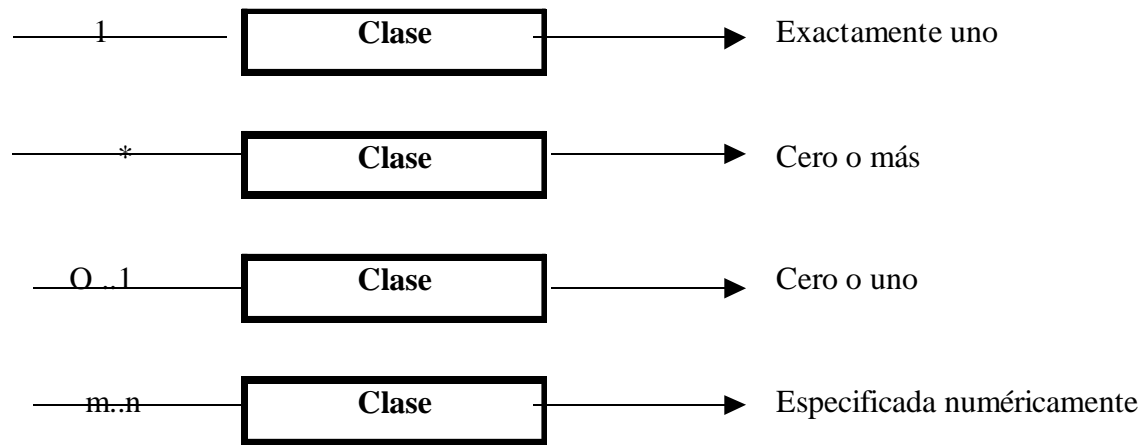 1 Clase Exactamente uno
* Clase Cero o más
O ..1 Clase Cero o uno
m..n Clase Especificada numéricamente